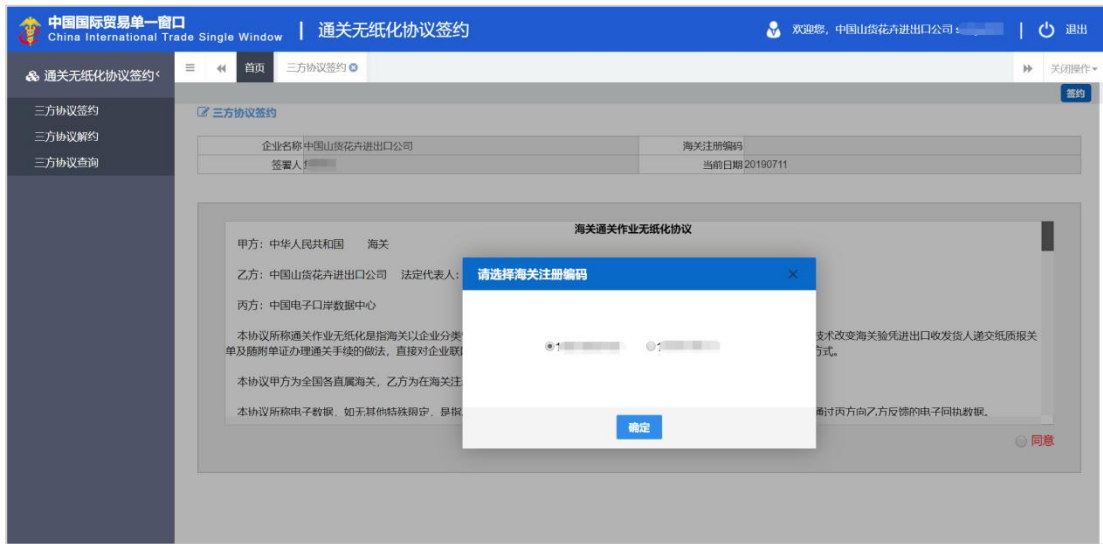 中国国际贸易单一窗口
China International Trade Single Window
通关无纸化协议签约
欢迎您，中国山货花卉进出口公司
退出
通关无纸化协议签约
首页
三方协议签约
关闭操作
三方协议签约
三方协议解约
三方协议查询
签约
三方协议签约
企业名称 中国山货花卉进出口公司 海关注册编码
签署人 当前日期 20190711
海关通关作业无纸化协议
甲方：中华人民共和国 海关
乙方：中国山货花卉进出口公司 法定代表人：
丙方：中国电子口岸数据中心
本协议所称通关作业无纸化是指海关以企业分类 技术改变海关验凭进出口收发货人递交纸质报关
单及随附单证办理通关手续的做法，直接对企业联 方式。
本协议甲方为全国各直属海关，乙方为在海关注
本协议所称电子数据，如无其他特殊限定，是指 通过丙方向乙方反馈的电子回执数据。
请选择海关注册编码
确定
同意